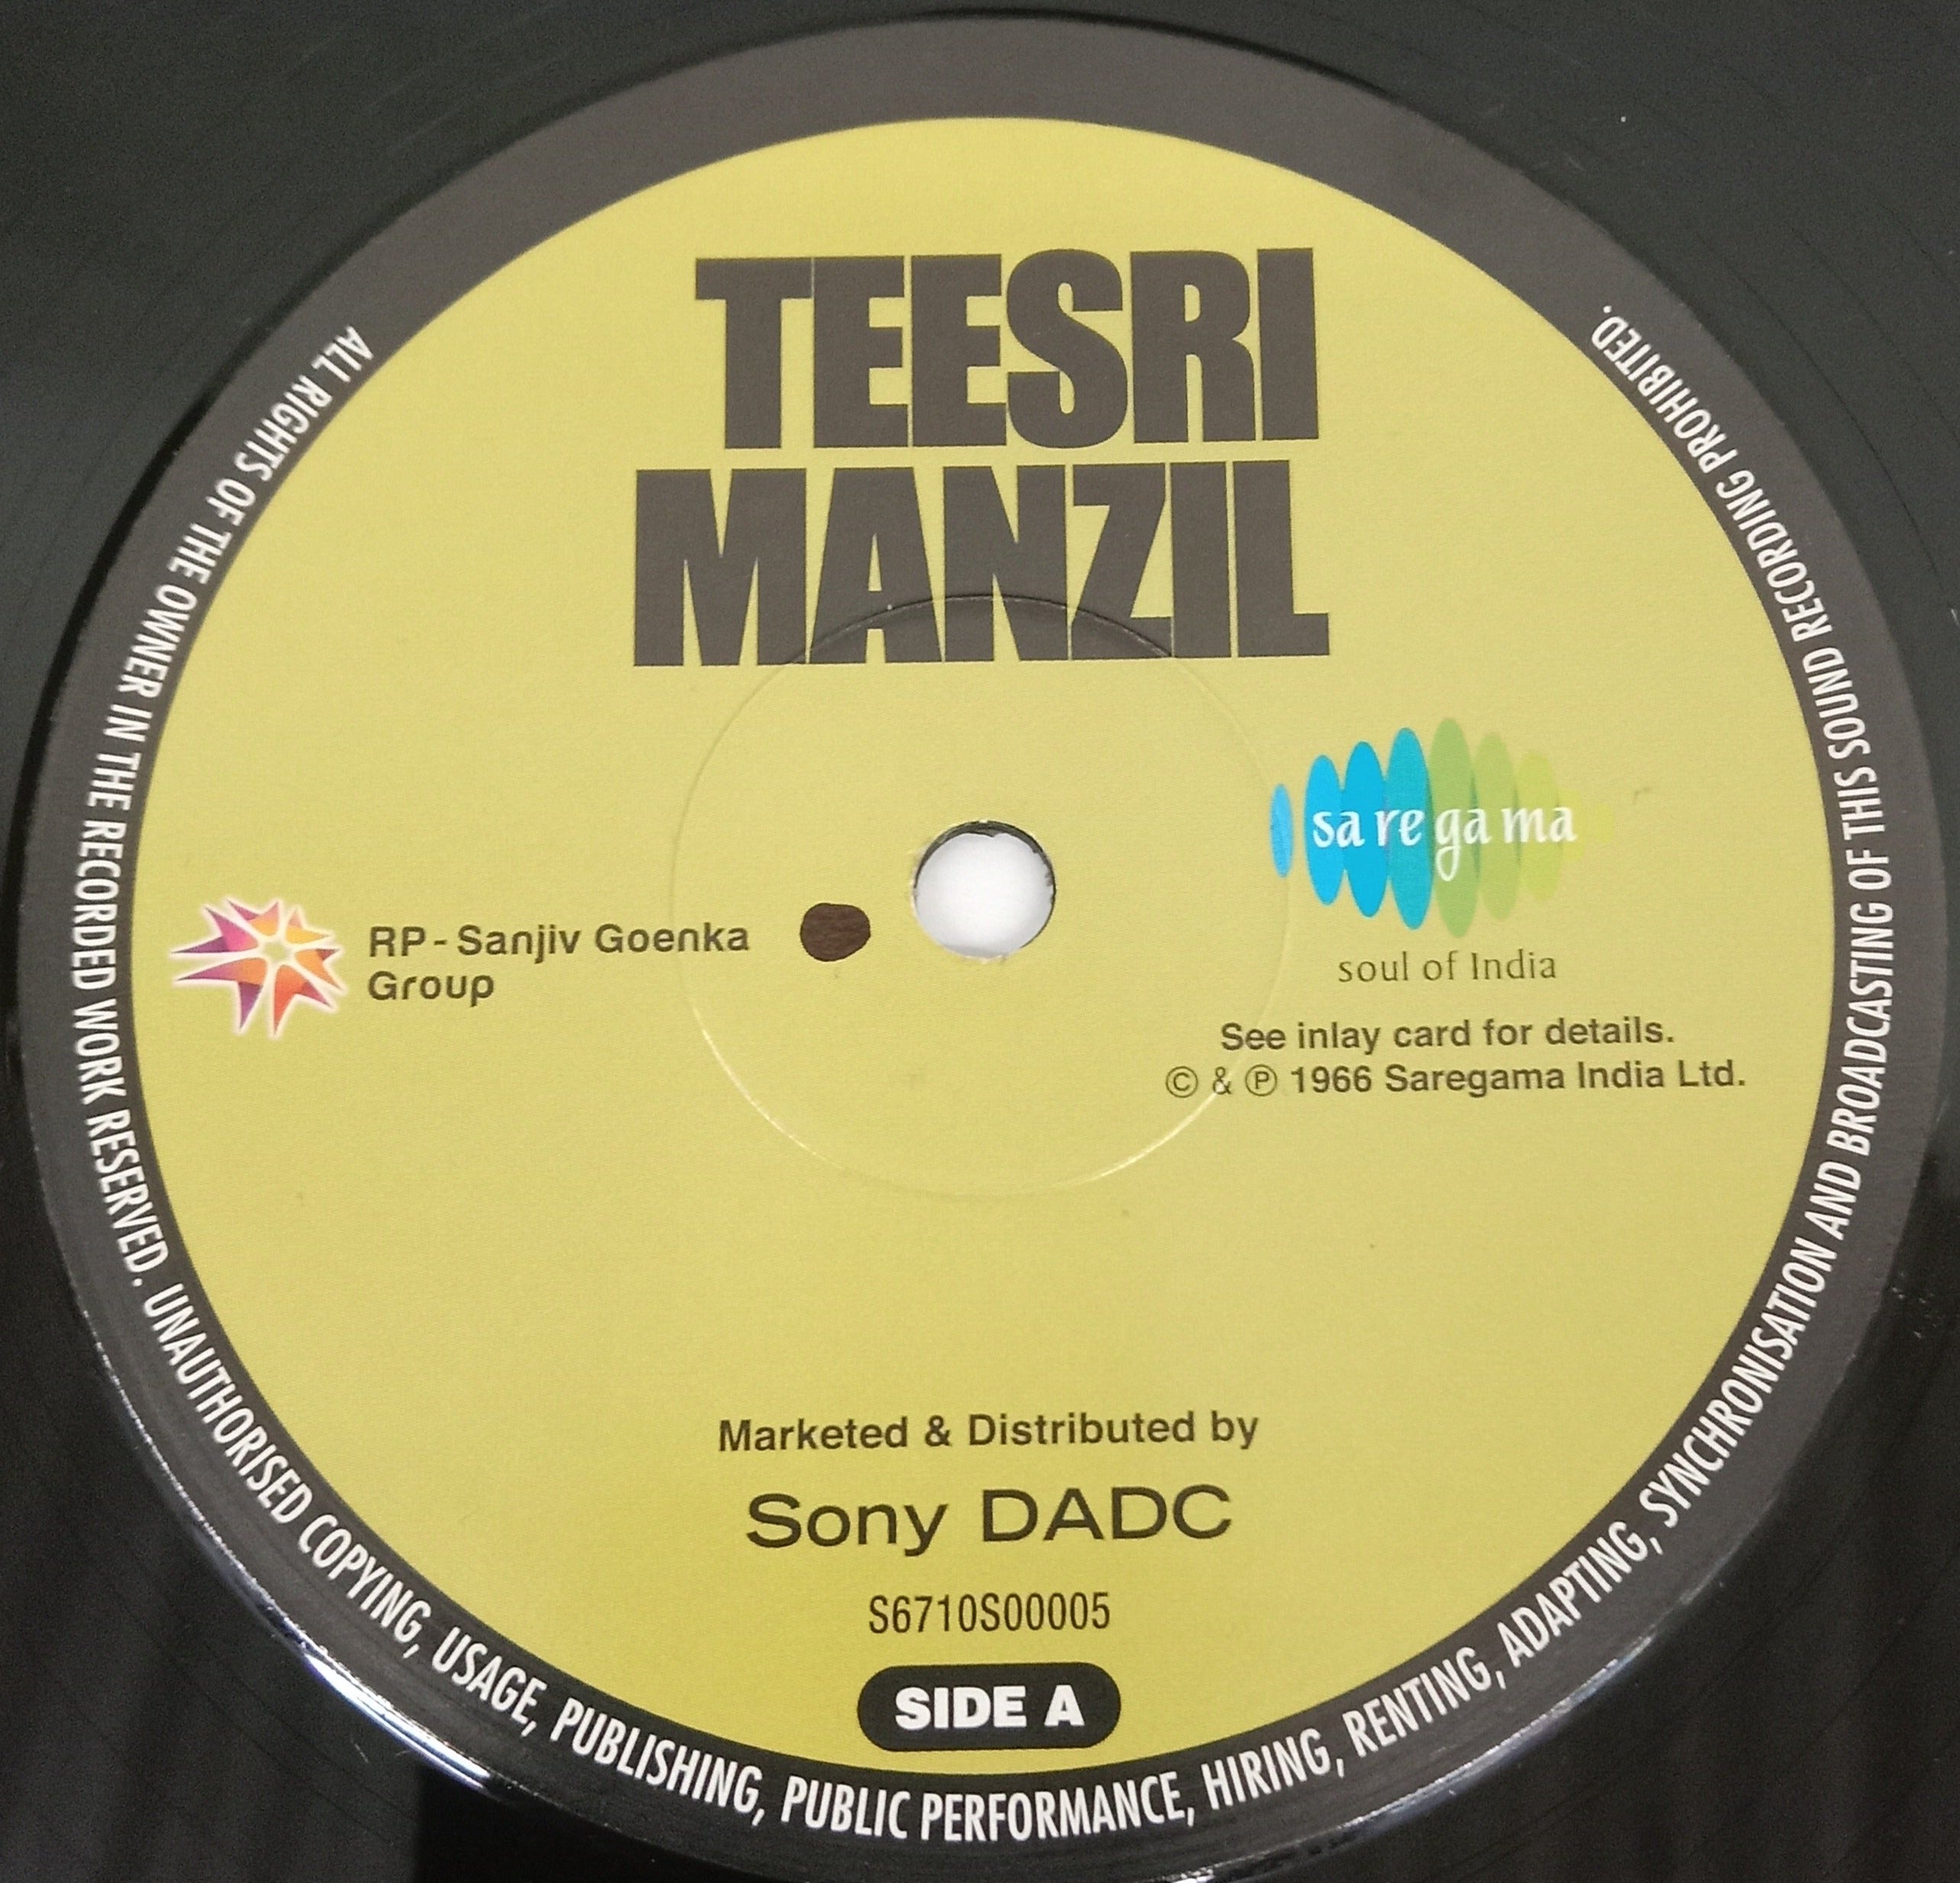 TEESRI
MANZIL
sa re ga ma
soul of India
RP - Sanjiv Goenka
Group
See inlay card for details.
© & ℗ 1966 Saregama India Ltd.
Marketed & Distributed by
Sony DADC
S6710S00005
SIDE A
ALL RIGHTS OF THE OWNER IN THE RECORDED WORK RESERVED. UNAUTHORISED COPYING, USAGE, PUBLISHING, PUBLIC PERFORMANCE, HIRING, RENTING, ADAPTING, SYNCHRONISATION AND BROADCASTING OF THIS SOUND RECORDING PROHIBITED.